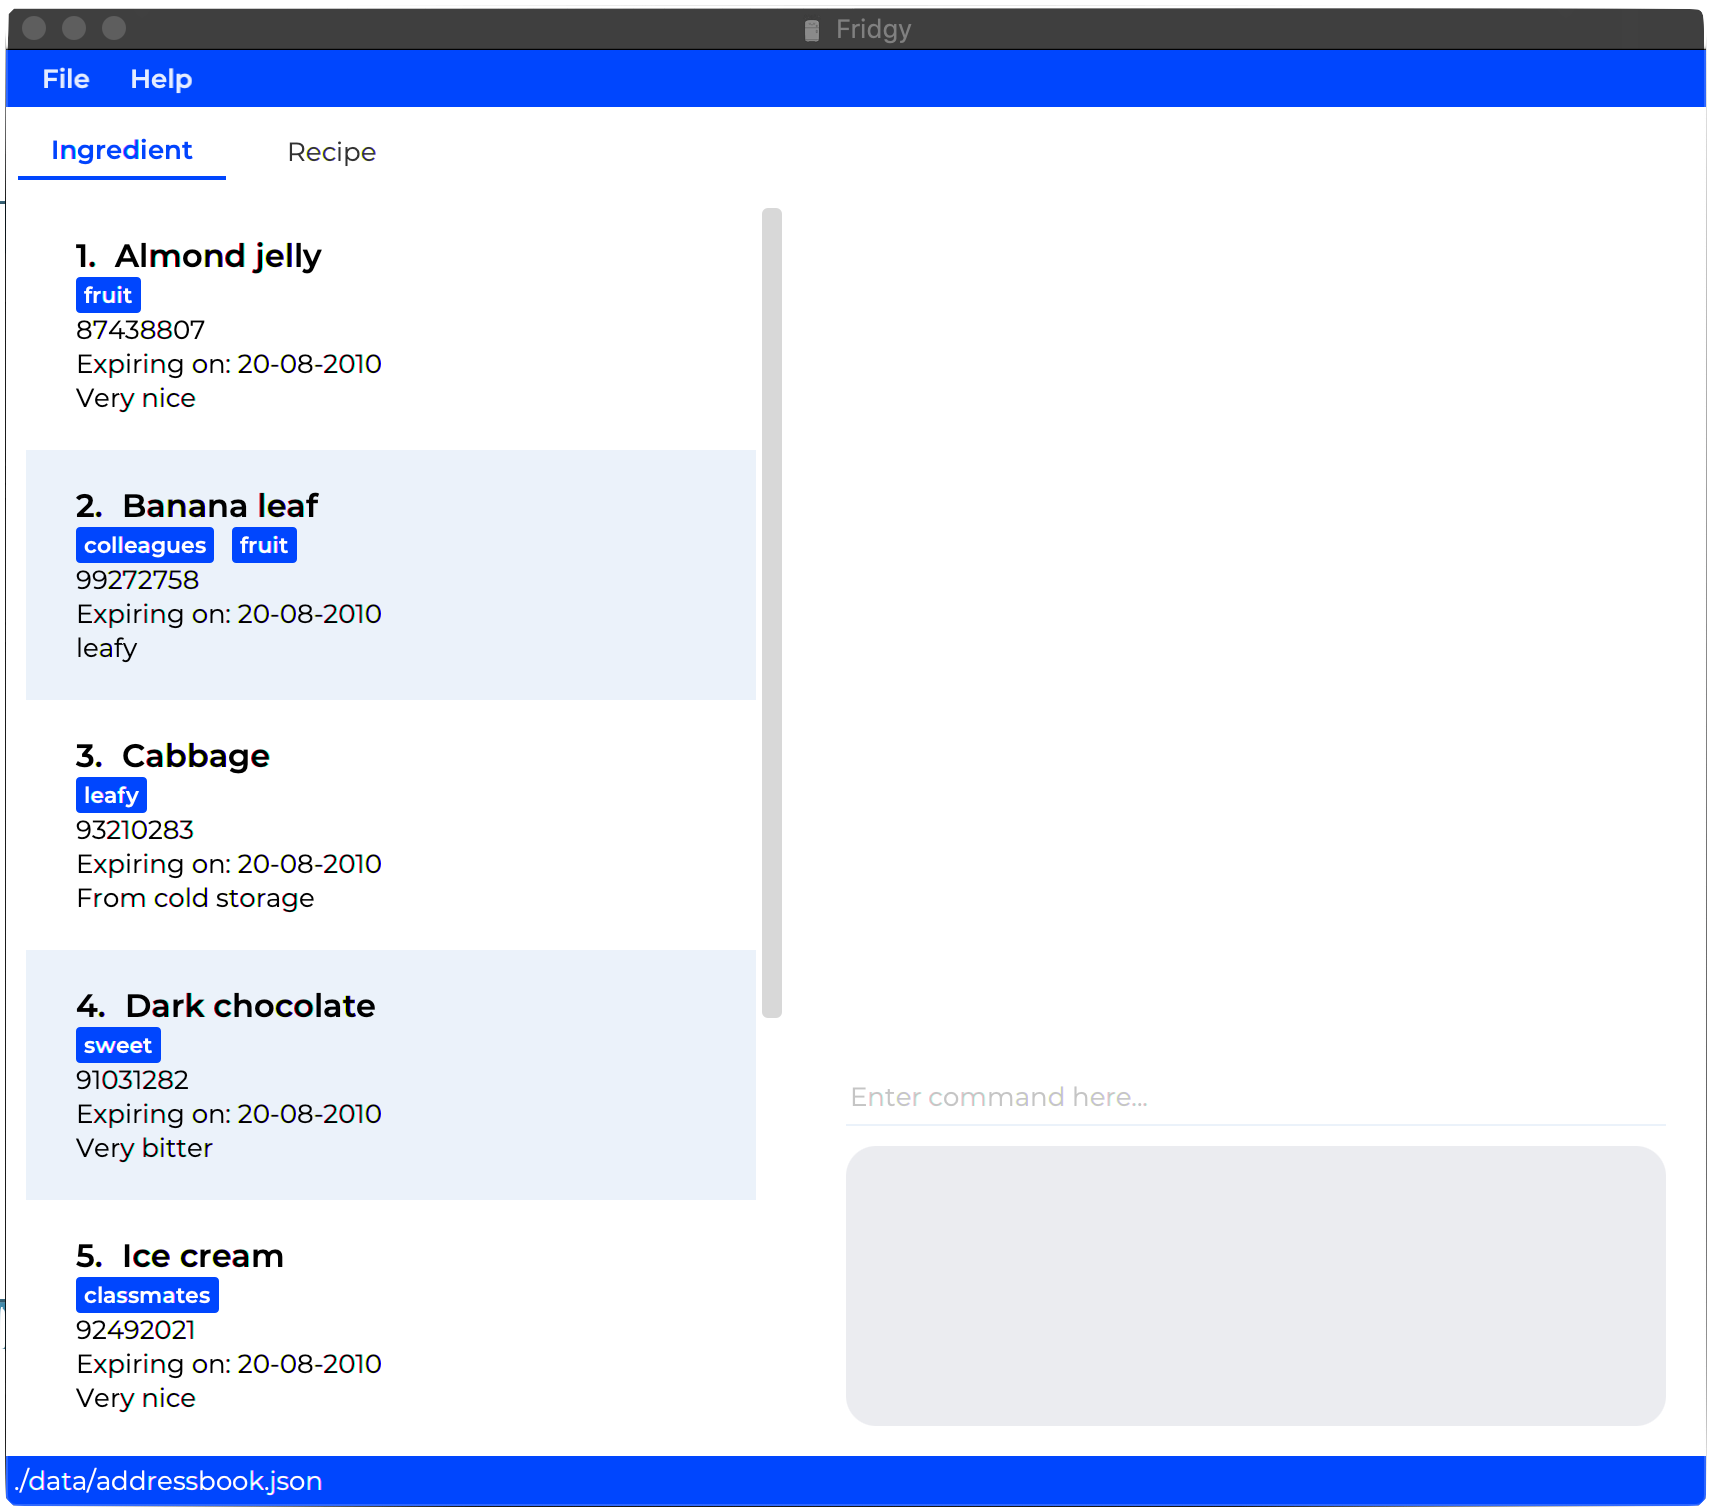 Fridgy
File Help
Ingredient Recipe
1. Almond jelly
fruit
87438807
Expiring on: 20-08-2010
Very nice
2. Banana leaf
colleagues fruit
99272758
Expiring on: 20-08-2010
leafy
3. Cabbage
leafy
93210283
Expiring on: 20-08-2010
From cold storage
4. Dark chocolate
sweet
91031282
Expiring on: 20-08-2010
Very bitter
5. Ice cream
classmates
92492021
Expiring on: 20-08-2010
Very nice
Enter command here...
./data/addressbook.json